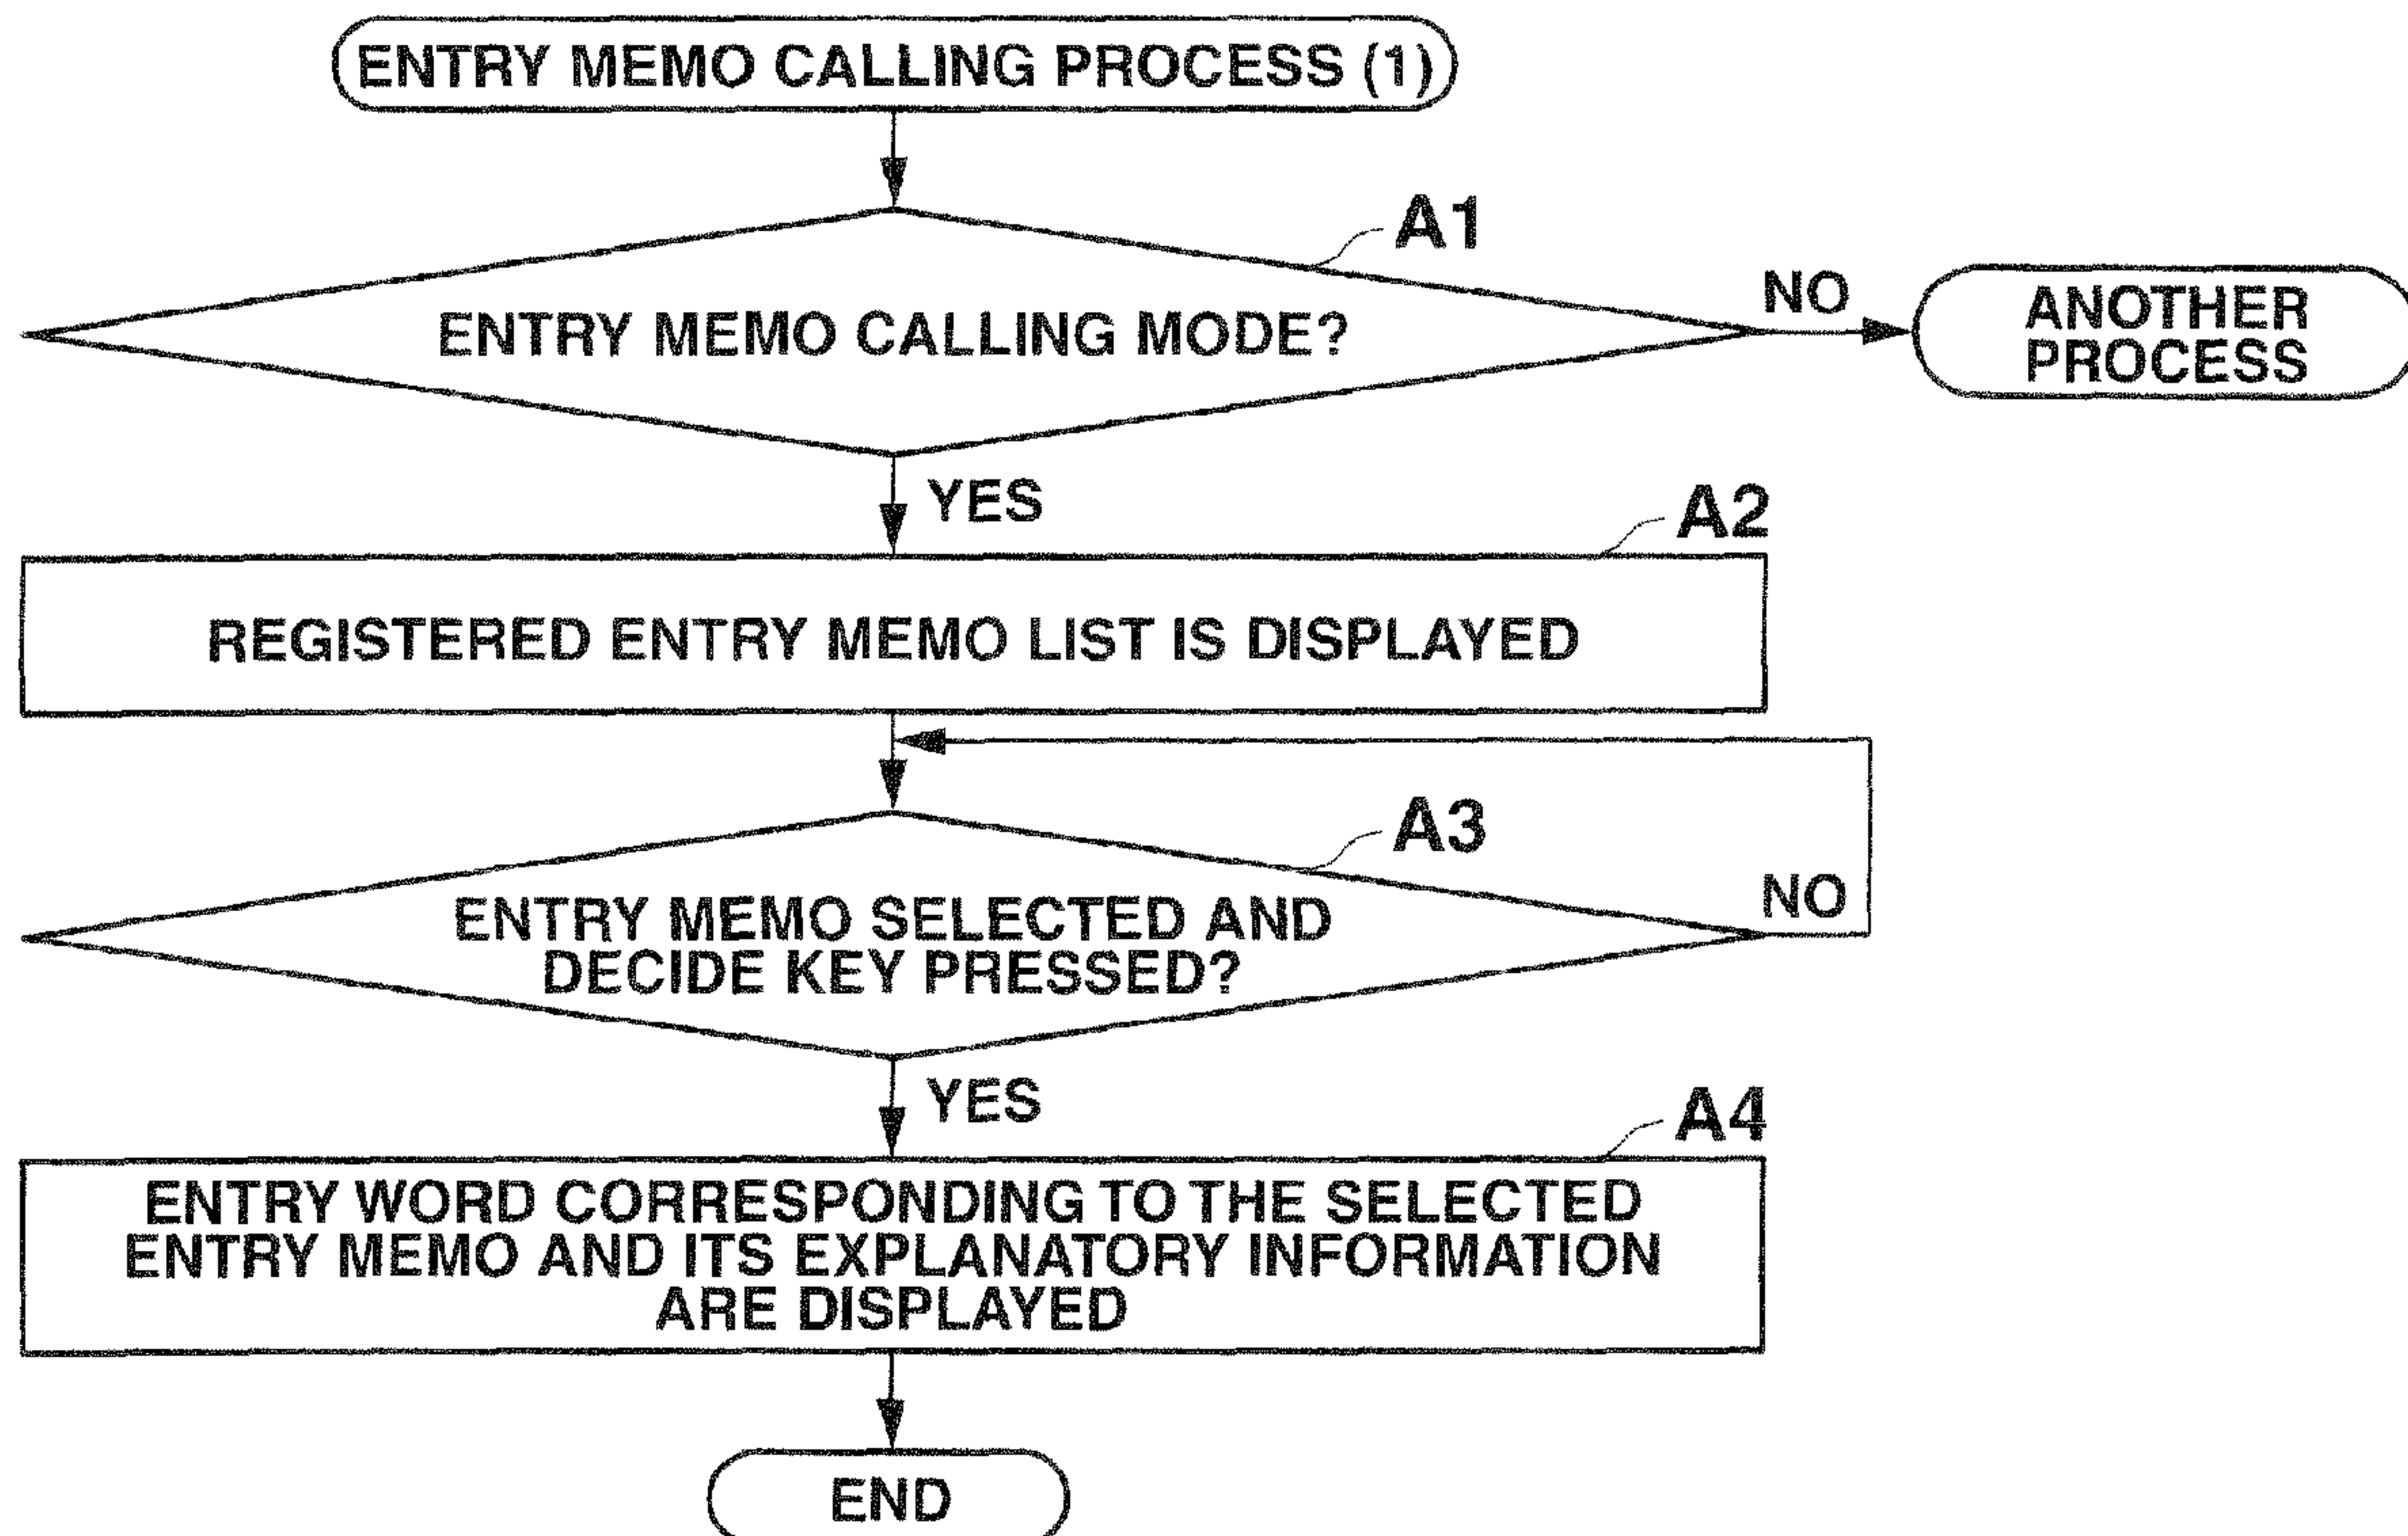 ENTRY MEMO CALLING PROCESS (1)
A1
ENTRY MEMO CALLING MODE?
NO
ANOTHER
PROCESS
YES
A2
REGISTERED ENTRY MEMO LIST IS DISPLAYED
A3
ENTRY MEMO SELECTED AND
DECIDE KEY PRESSED?
NO
YES
A4
ENTRY WORD CORRESPONDING TO THE SELECTED
ENTRY MEMO AND ITS EXPLANATORY INFORMATION
ARE DISPLAYED
END